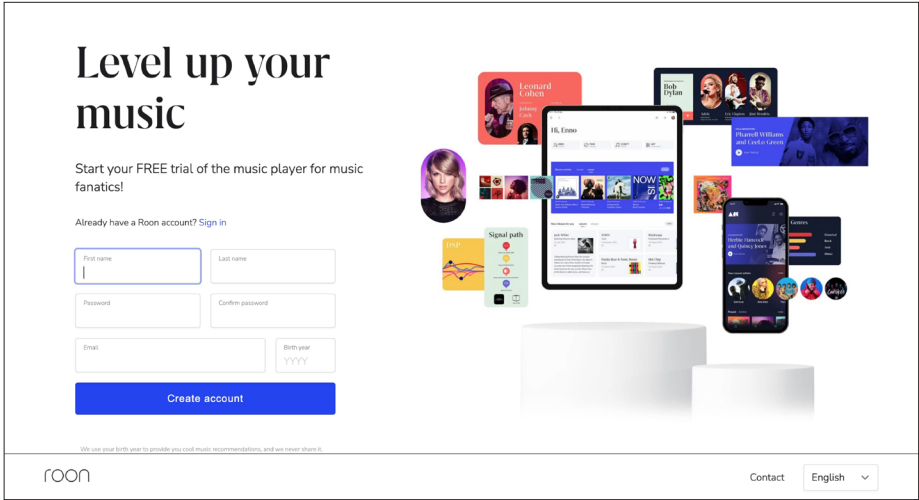 Level up your
music
Start your FREE trial of the music player for music
fanatics!
Already have a Roon account? Sign in
First name
Last name
Password
Confirm password
Email
Birth year
YYYY
Create account
We use your birth year to provide you cool music recommendations, and we never share it.
Leonard
Cohen
Johnny
Cash
Bob
Dylan
Pharrell Williams
and CeeLo Green
Hi, Enno
NOW
Signal path
DSP
Genres
Herbie Hancock
and Quincy Jones
roon
Contact
English